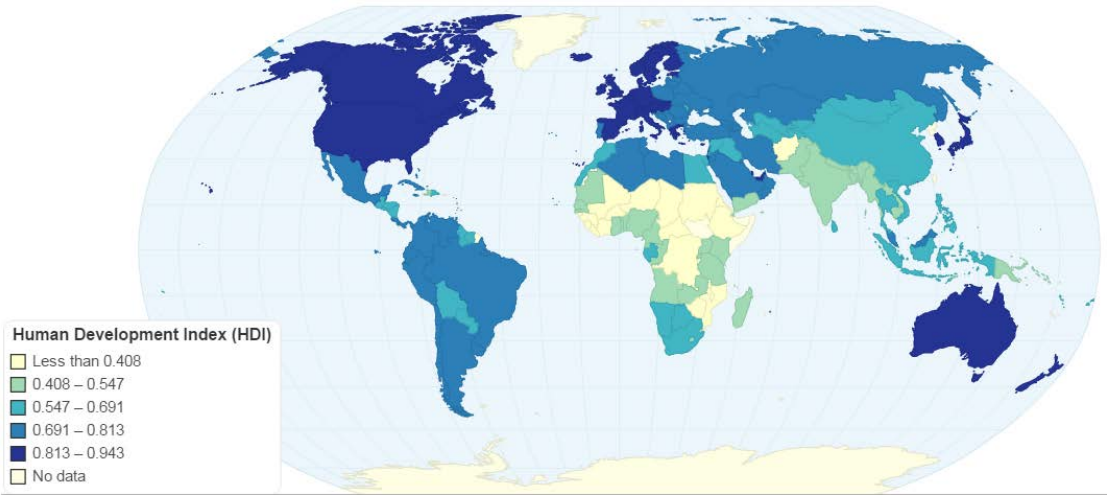 Human Development Index (HDI)
Less than 0.408
0.408 – 0.547
0.547 – 0.691
0.691 – 0.813
0.813 – 0.943
No data